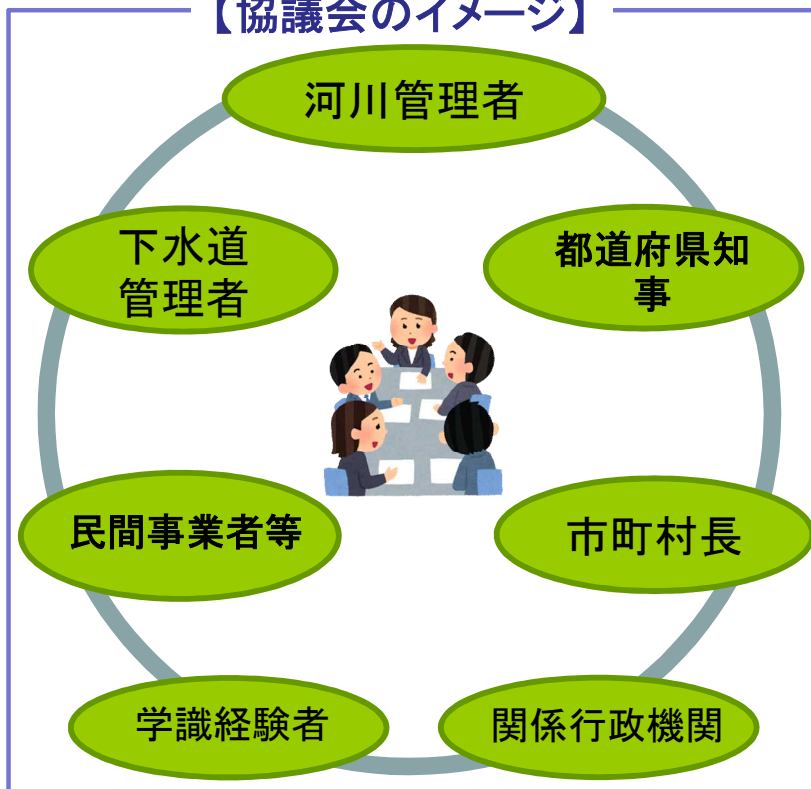 【協議会のイメージ】
河川管理者
下水道
管理者
都道府県知
事
民間事業者等
市町村長
学識経験者
関係行政機関